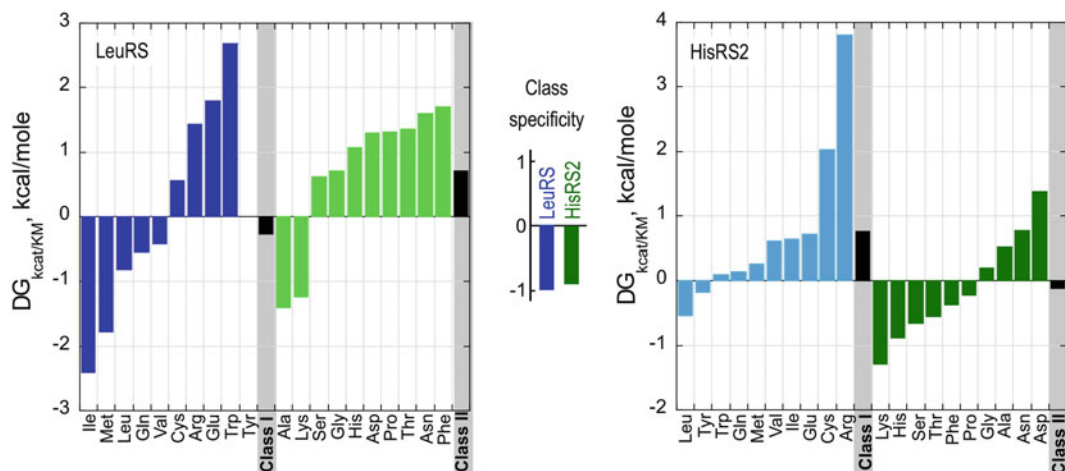 LeuRS
DG kcat/KM, kcal/mole
3
2
1
0
-1
-2
-3
Ile Met Leu Gln Val Cys Arg Glu Trp Tyr Class I Ala Lys Ser Gly His Asp Pro Thr Asn Phe Class II
Class
specificity
1
0
-1
LeuRS
HisRS2
HisRS2
DG kcat/KM, kcal/mole
4
3
2
1
0
-1
-2
Leu Tyr Trp Gln Met Val Ile Glu Cys Arg Class I Lys His Ser Thr Phe Pro Gly Ala Asn Asp Class II